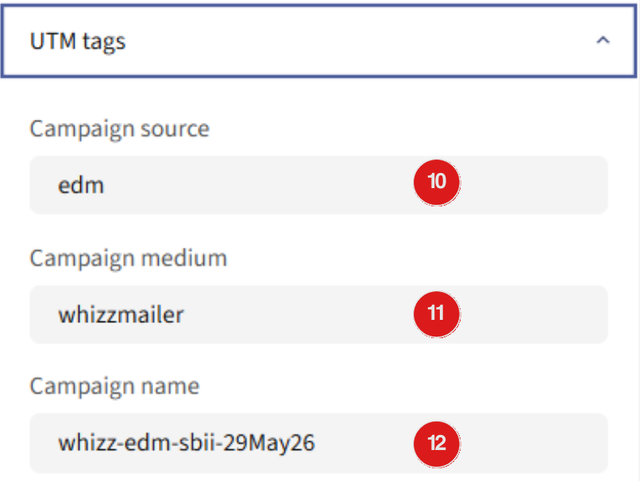 UTM tags
Campaign source
edm 10
Campaign medium
whizzmailer 11
Campaign name
whizz-edm-sbii-29May26 12